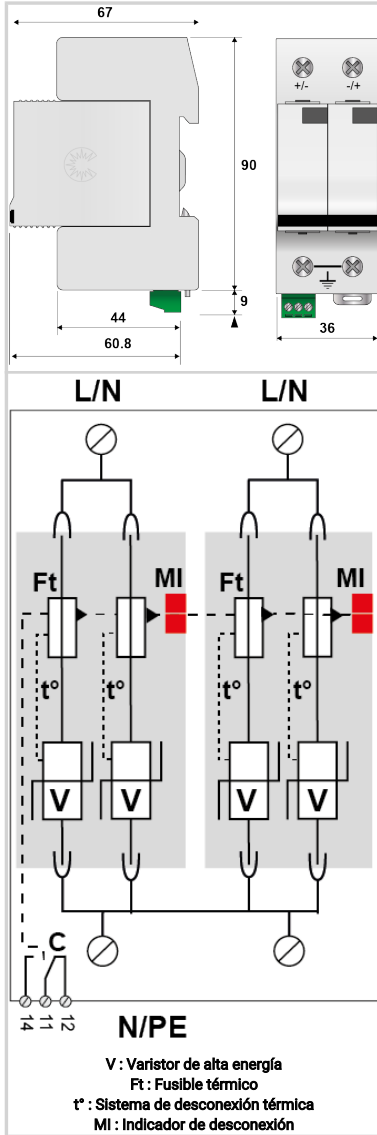 67
+/-
-/+
90
9
44
60.8
36
L/N
L/N
Ft
MI
Ft
MI
t°
t°
t°
t°
V
V
V
V
C
14
11
12
N/PE
V : Varistor de alta energía
Ft : Fusible térmico
t° : Sistema de desconexión térmica
MI : Indicador de desconexión